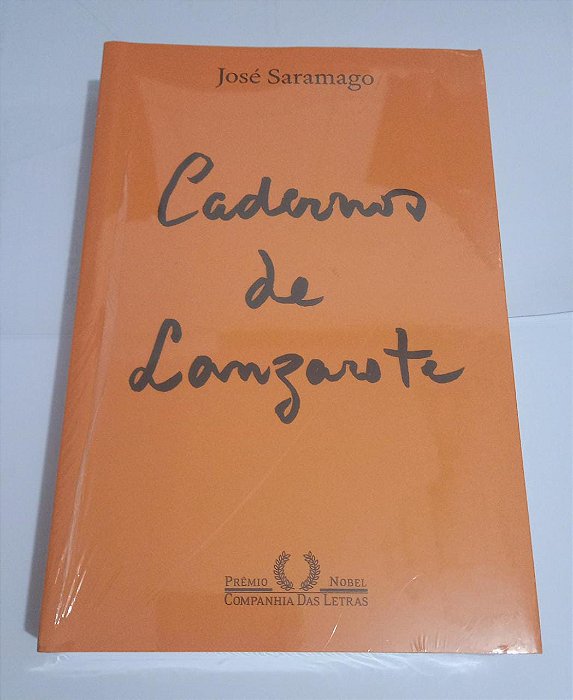 José Saramago
Cadernos
de
Lanzarote
PRÊMIO NOBEL
COMPANHIA DAS LETRAS